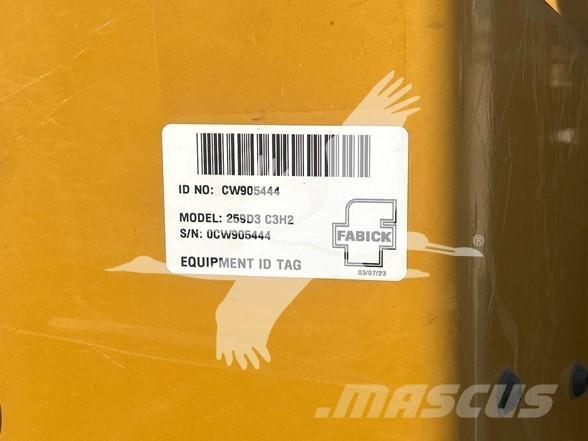 ID NO: CW905444
MODEL: 259D3 C3H2
S/N: 0CW905444
FABICK
EQUIPMENT ID TAG
03/07/23
MASCUS